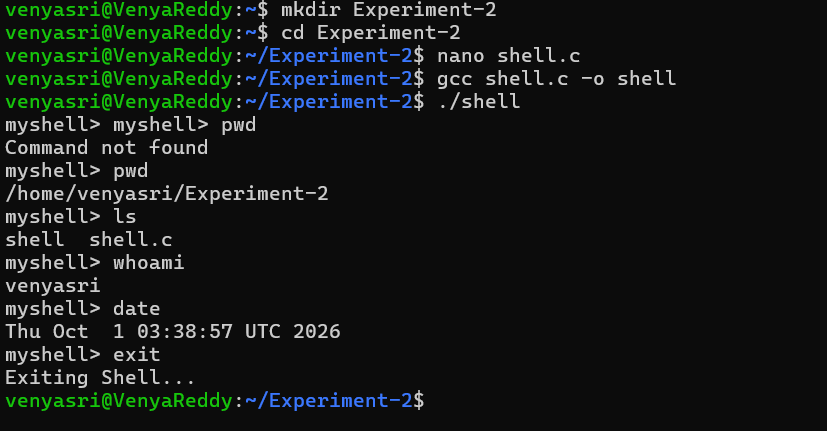 venyasri@VenyaReddy:~$ mkdir Experiment-2
venyasri@VenyaReddy:~$ cd Experiment-2
venyasri@VenyaReddy:~/Experiment-2$ nano shell.c
venyasri@VenyaReddy:~/Experiment-2$ gcc shell.c -o shell
venyasri@VenyaReddy:~/Experiment-2$ ./shell
myshell> myshell> pwd
Command not found
myshell> pwd
/home/venyasri/Experiment-2
myshell> ls
shell  shell.c
myshell> whoami
venyasri
myshell> date
Thu Oct  1 03:38:57 UTC 2026
myshell> exit
Exiting Shell...
venyasri@VenyaReddy:~/Experiment-2$